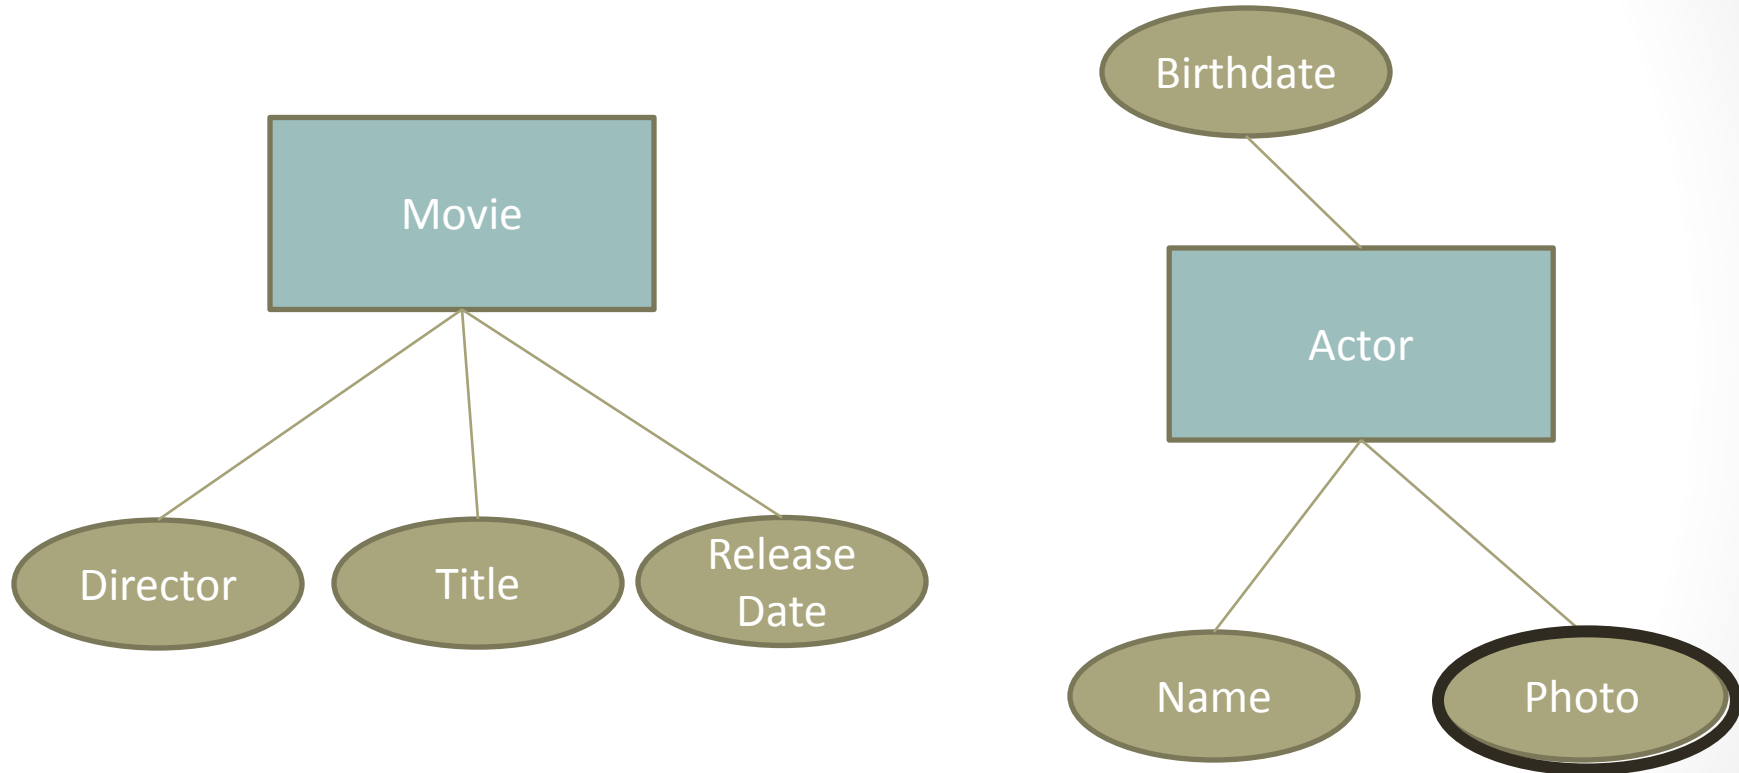 Birthdate
Movie
Actor
Director
Title
Release
Date
Name
Photo